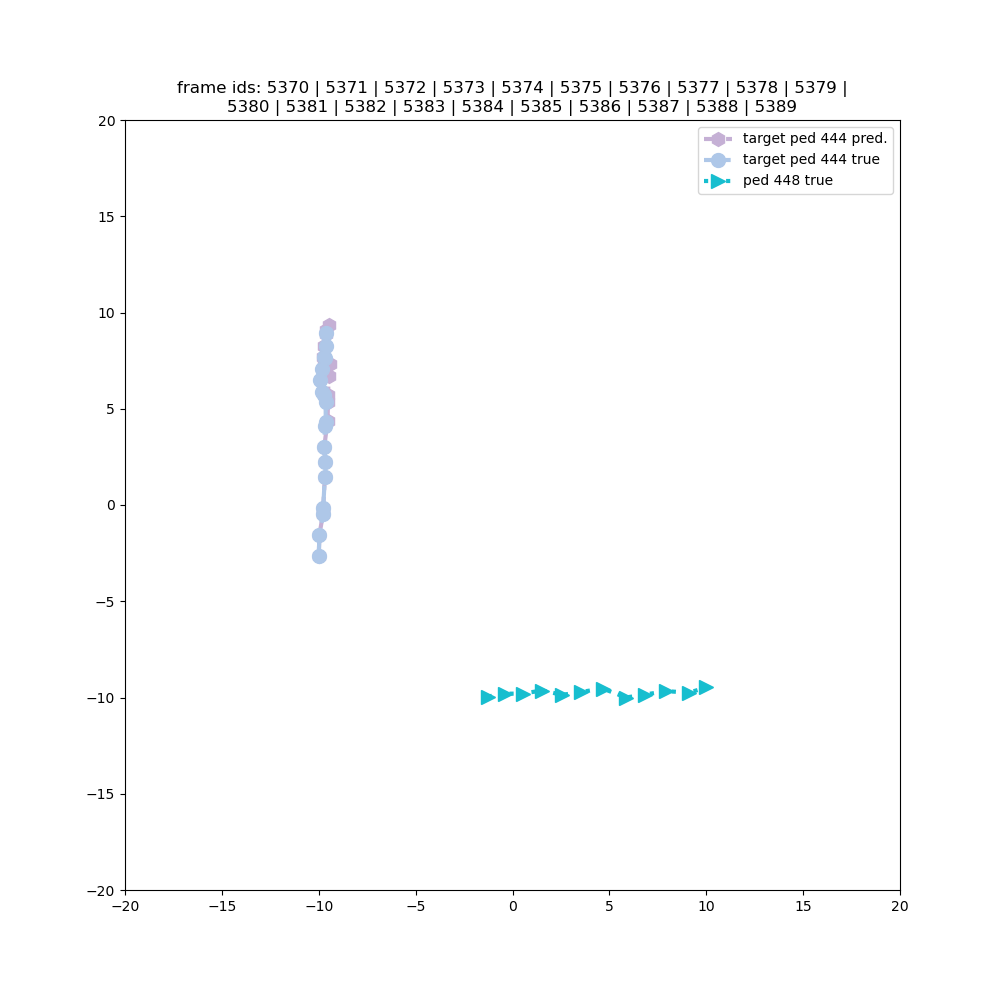 frame ids: 5370 | 5371 | 5372 | 5373 | 5374 | 5375 | 5376 | 5377 | 5378 | 5379 |
5380 | 5381 | 5382 | 5383 | 5384 | 5385 | 5386 | 5387 | 5388 | 5389
target ped 444 pred.
target ped 444 true
ped 448 true
20
15
10
5
0
−5
−10
−15
−20
−20 −15 −10 −5 0 5 10 15 20